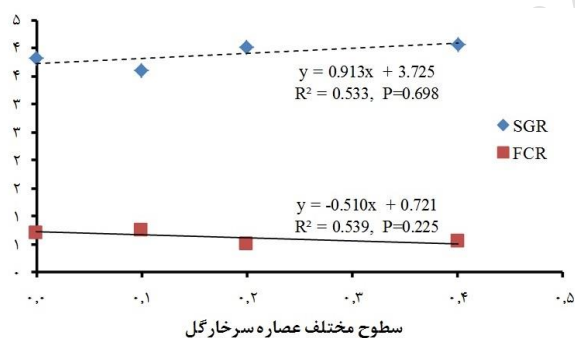 ۵
۴
۴
۳
۳
۲
۲
۱
۱
۰
y = 0.913x + 3.725
R² = 0.533, P=0.698
SGR
FCR
y = -0.510x + 0.721
R² = 0.539, P=0.225
۰٫۰ ۰٫۱ ۰٫۲ ۰٫۳ ۰٫۴ ۰٫۵
سطوح مختلف عصاره سرخارگل